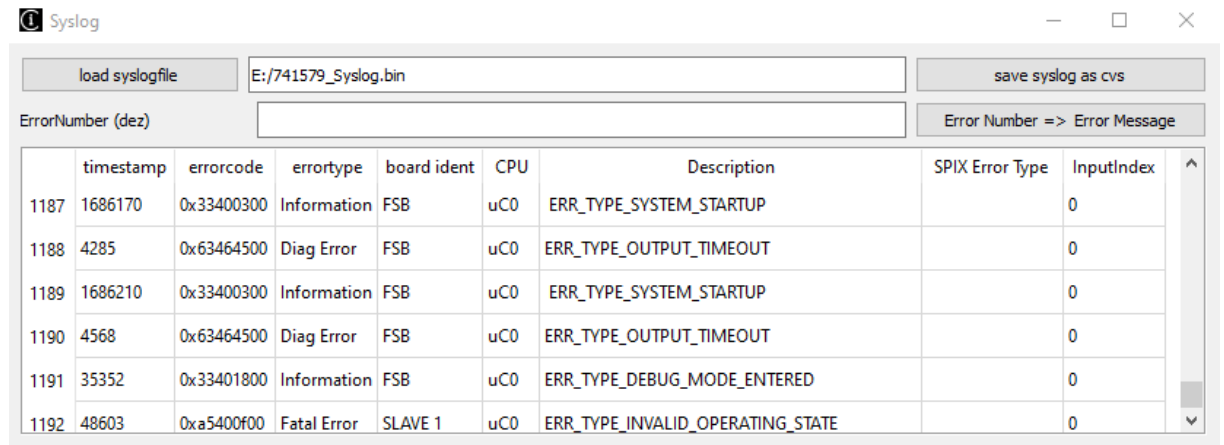 Syslog
load syslogfile E:/741579_Syslog.bin save syslog as cvs
ErrorNumber (dez) Error Number => Error Message
timestamp errorcode errortype board ident CPU Description SPIX Error Type InputIndex
1187 1686170 0x33400300 Information FSB uC0 ERR_TYPE_SYSTEM_STARTUP 0
1188 4285 0x63464500 Diag Error FSB uC0 ERR_TYPE_OUTPUT_TIMEOUT 0
1189 1686210 0x33400300 Information FSB uC0 ERR_TYPE_SYSTEM_STARTUP 0
1190 4568 0x63464500 Diag Error FSB uC0 ERR_TYPE_OUTPUT_TIMEOUT 0
1191 35352 0x33401800 Information FSB uC0 ERR_TYPE_DEBUG_MODE_ENTERED 0
1192 48603 0xa5400f00 Fatal Error SLAVE 1 uC0 ERR_TYPE_INVALID_OPERATING_STATE 0